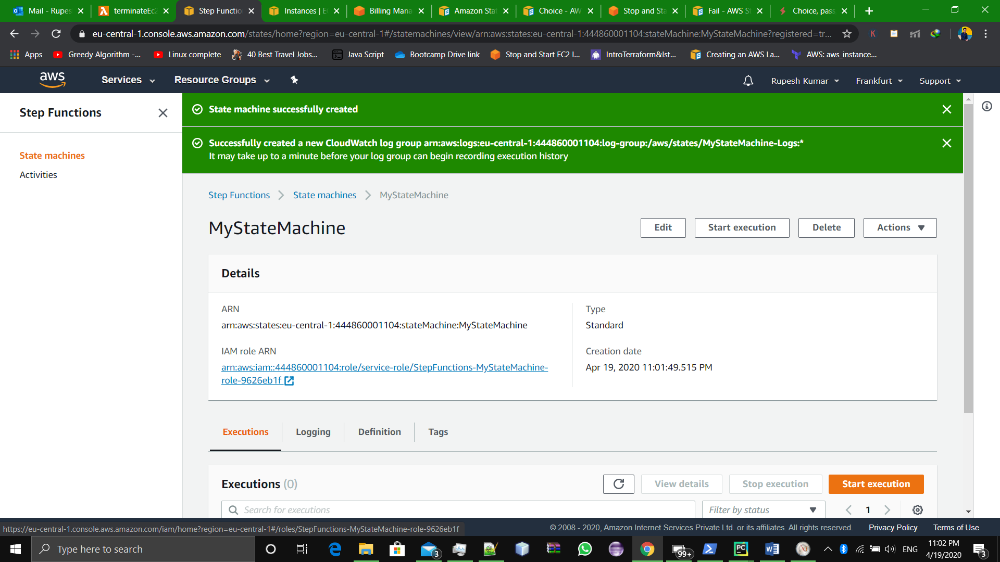 Mail - Rupes
terminateEc2
Step Functio
Instances | E
Billing Mana
Amazon Sta
Choice - AW
Stop and Sta
Fail - AWS S
Choice, pass
eu-central-1.console.aws.amazon.com/states/home?region=eu-central-1#/statemachines/view/arn:aws:states:eu-central-1:444860001104:stateMachine:MyStateMachine?registered=tr...
Apps
Greedy Algorithm -...
Linux complete
40 Best Travel Jobs...
Java Script
Bootcamp Drive link
Stop and Start EC2 I...
IntroTerraform&Ist...
Creating an AWS La...
AWS: aws_instance...
aws
Services
Resource Groups
Rupesh Kumar
Frankfurt
Support
Step Functions
State machines
Activities
State machine successfully created
Successfully created a new CloudWatch log group arn:aws:logs:eu-central-1:444860001104:log-group:/aws/states/MyStateMachine-Logs:*
It may take up to a minute before your log group can begin recording execution history
Step Functions
State machines
MyStateMachine
MyStateMachine
Edit
Start execution
Delete
Actions
Details
ARN
arn:aws:states:eu-central-1:444860001104:stateMachine:MyStateMachine
IAM role ARN
arn:aws:iam::444860001104:role/service-role/StepFunctions-MyStateMachine-
role-9626eb1f
Type
Standard
Creation date
Apr 19, 2020 11:01:49.515 PM
Executions
Logging
Definition
Tags
Executions (0)
View details
Stop execution
Start execution
Search for executions
Filter by status
1
https://eu-central-1.console.aws.amazon.com/iam/home?region=eu-central-1#/roles/StepFunctions-MyStateMachine-role-9626eb1f
© 2008 - 2020, Amazon Internet Services Private Ltd. or its affiliates. All rights reserved.
Privacy Policy
Terms of Use
Type here to search
3
99+
PC
W
ENG
11:02 PM
4/19/2020
3